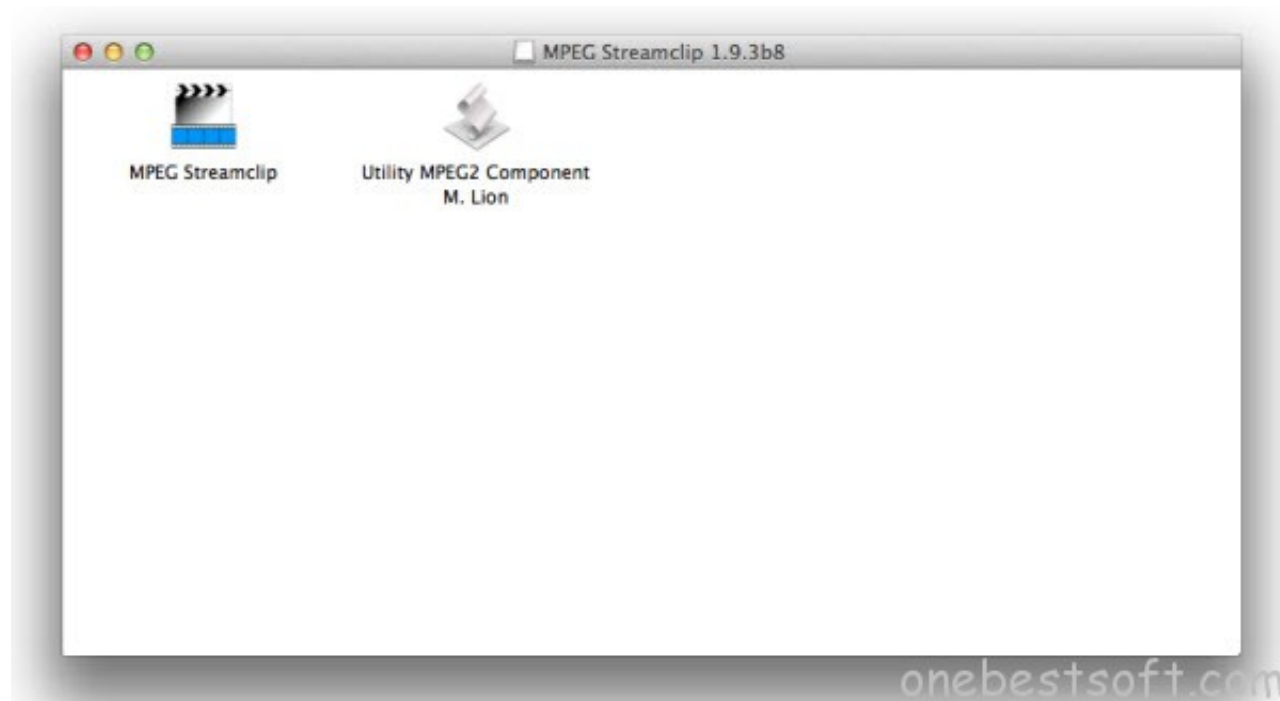 MPEG Streamclip 1.9.3b8
MPEG Streamclip
Utility MPEG2 Component
M. Lion
onebestsoft.com